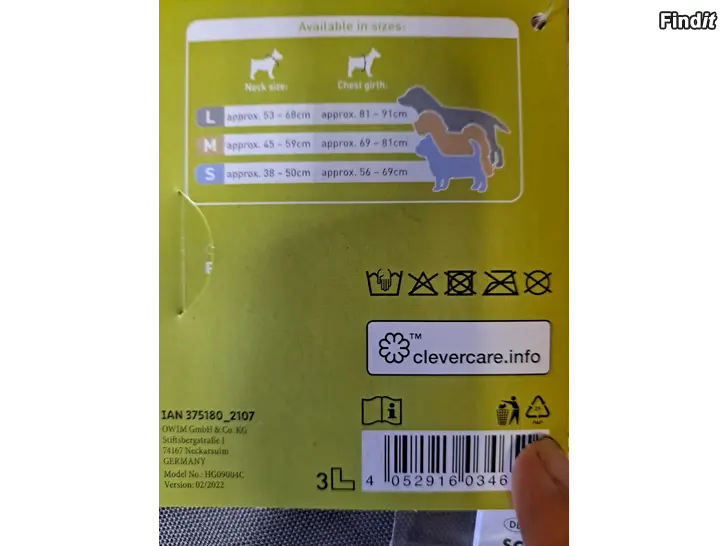 Findit
Available in sizes:
Neck size: Chest girth:
L approx. 53 – 68cm approx. 81 – 91cm
M approx. 45 – 59cm approx. 69 – 81cm
S approx. 38 – 50cm approx. 56 – 69cm
™
clevercare.info
IAN 375180_2107
OWIM GmbH & Co. KG
Stiftsbergstraße 1
74167 Neckarsulm
GERMANY
Model No.: HG09004C
Version: 02/2022
3L
4 052916 0346